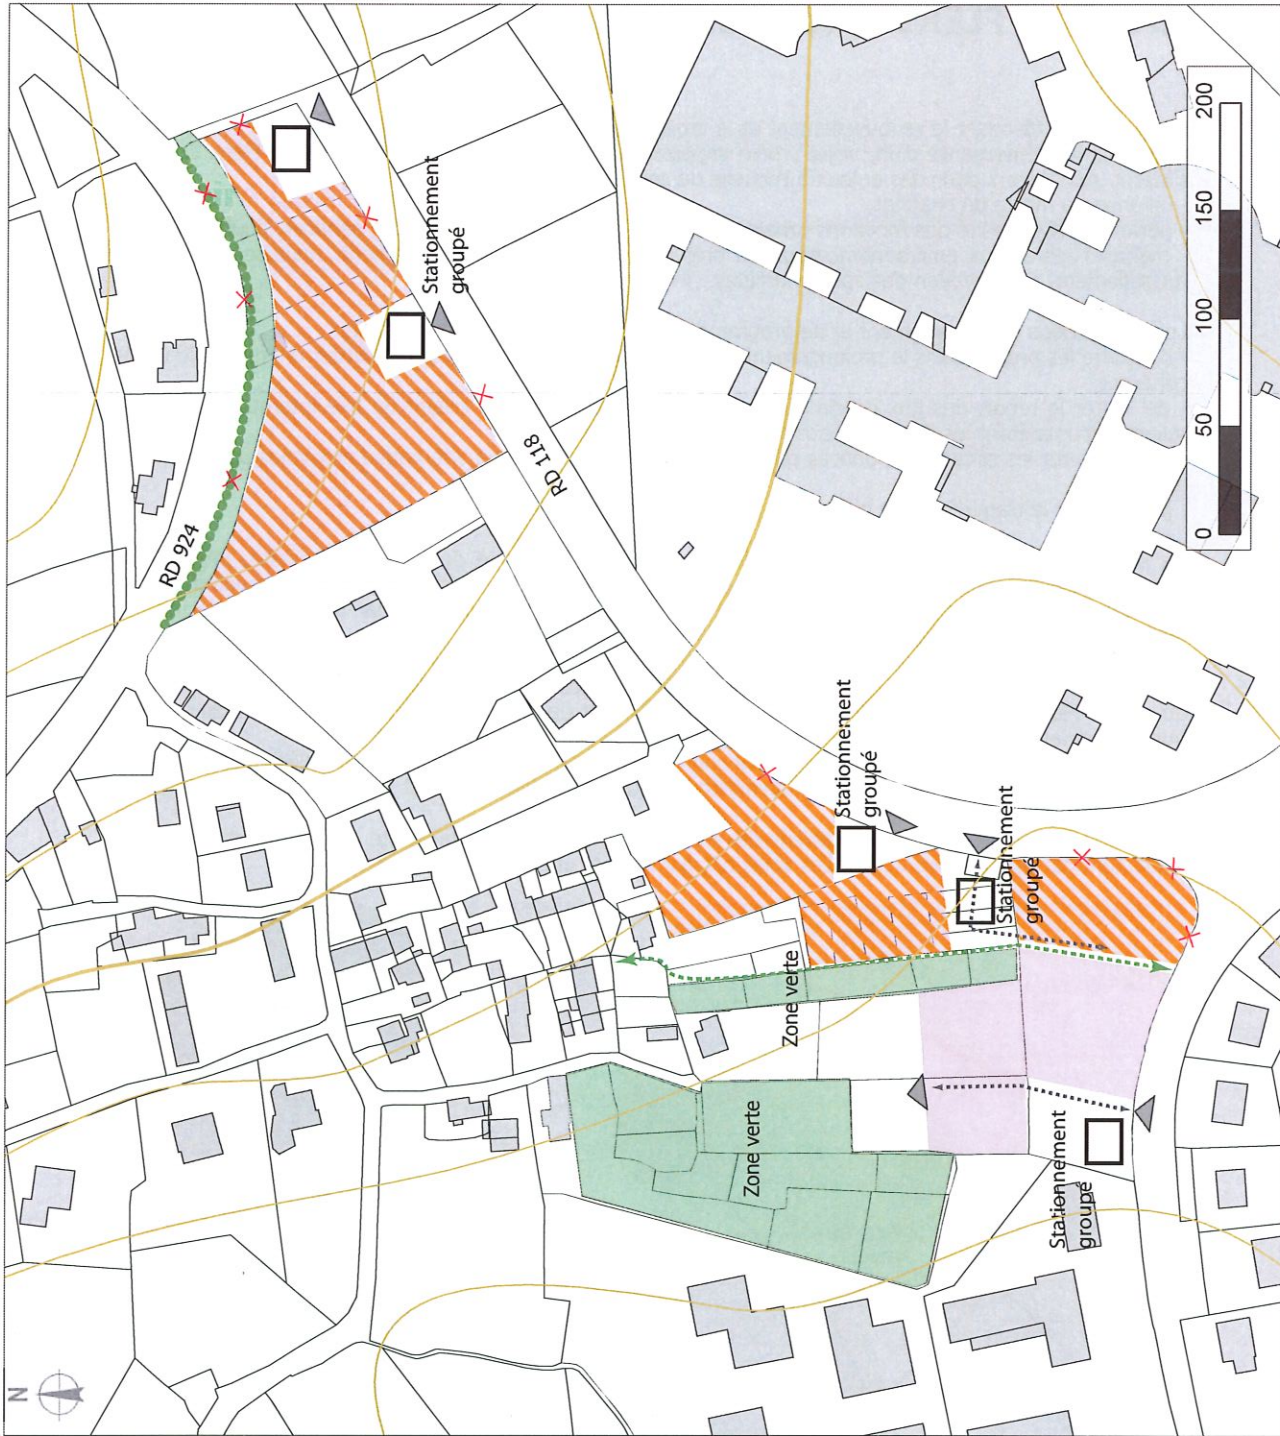 N
RD 924
RD 118
Stationnement
groupé
Stationnement
groupé
Stationnement
groupé
Zone verte
Zone verte
Stationnement
groupé
0 50 100 150 200